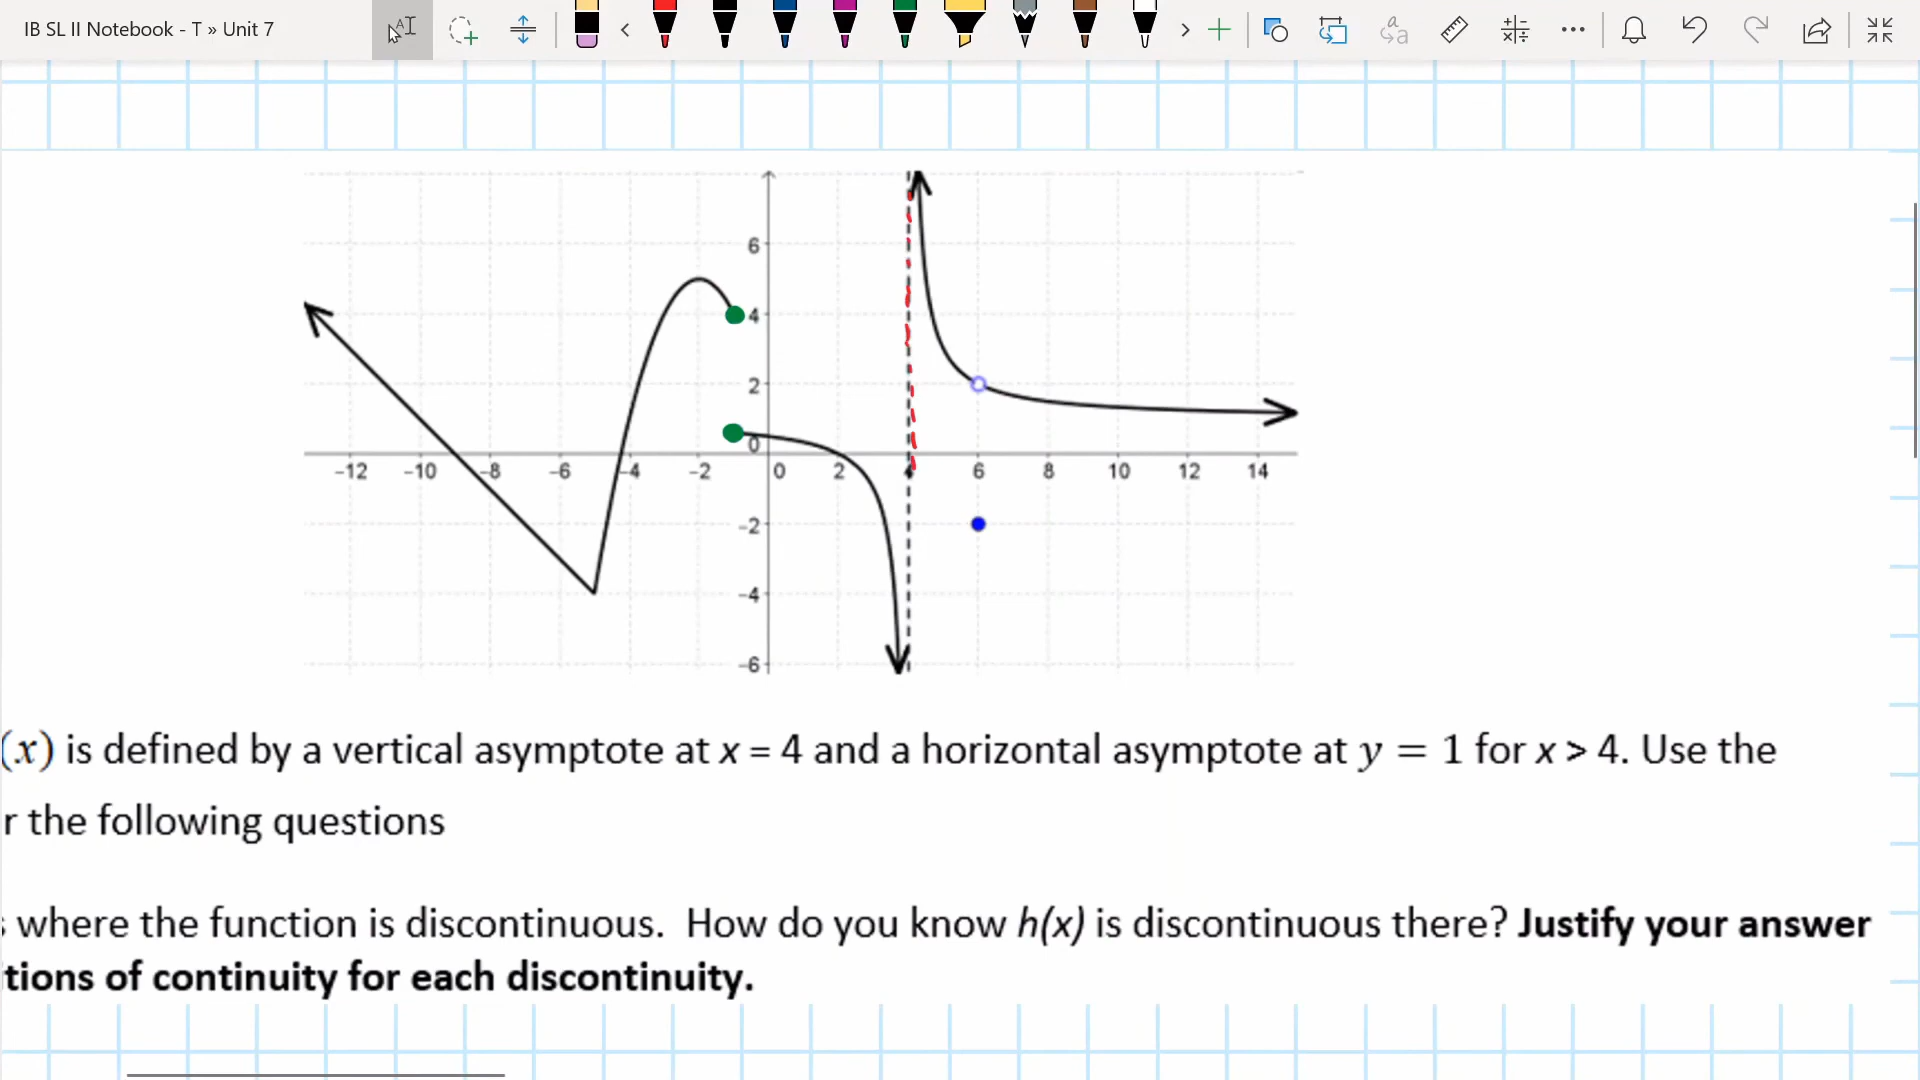 IB SL II Notebook - T » Unit 7
6
4
2
0
-12 -10 -8 -6 -4 -2 0 2 4 6 8 10 12 14
-2
-4
-6
(x) is defined by a vertical asymptote at x = 4 and a horizontal asymptote at y = 1 for x > 4. Use the
r the following questions
s where the function is discontinuous. How do you know h(x) is discontinuous there? Justify your answer
tions of continuity for each discontinuity.